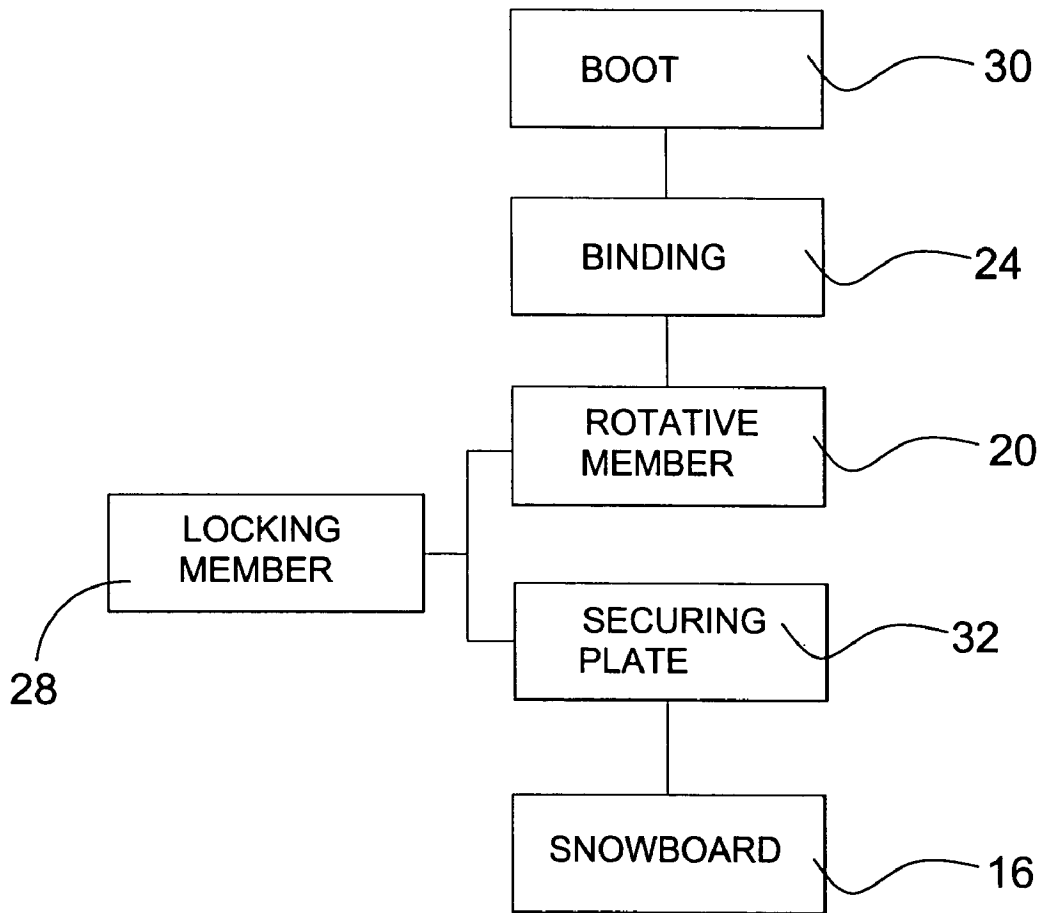 BOOT
30
BINDING
24
ROTATIVE
MEMBER
20
LOCKING
MEMBER
28
SECURING
PLATE
32
SNOWBOARD
16